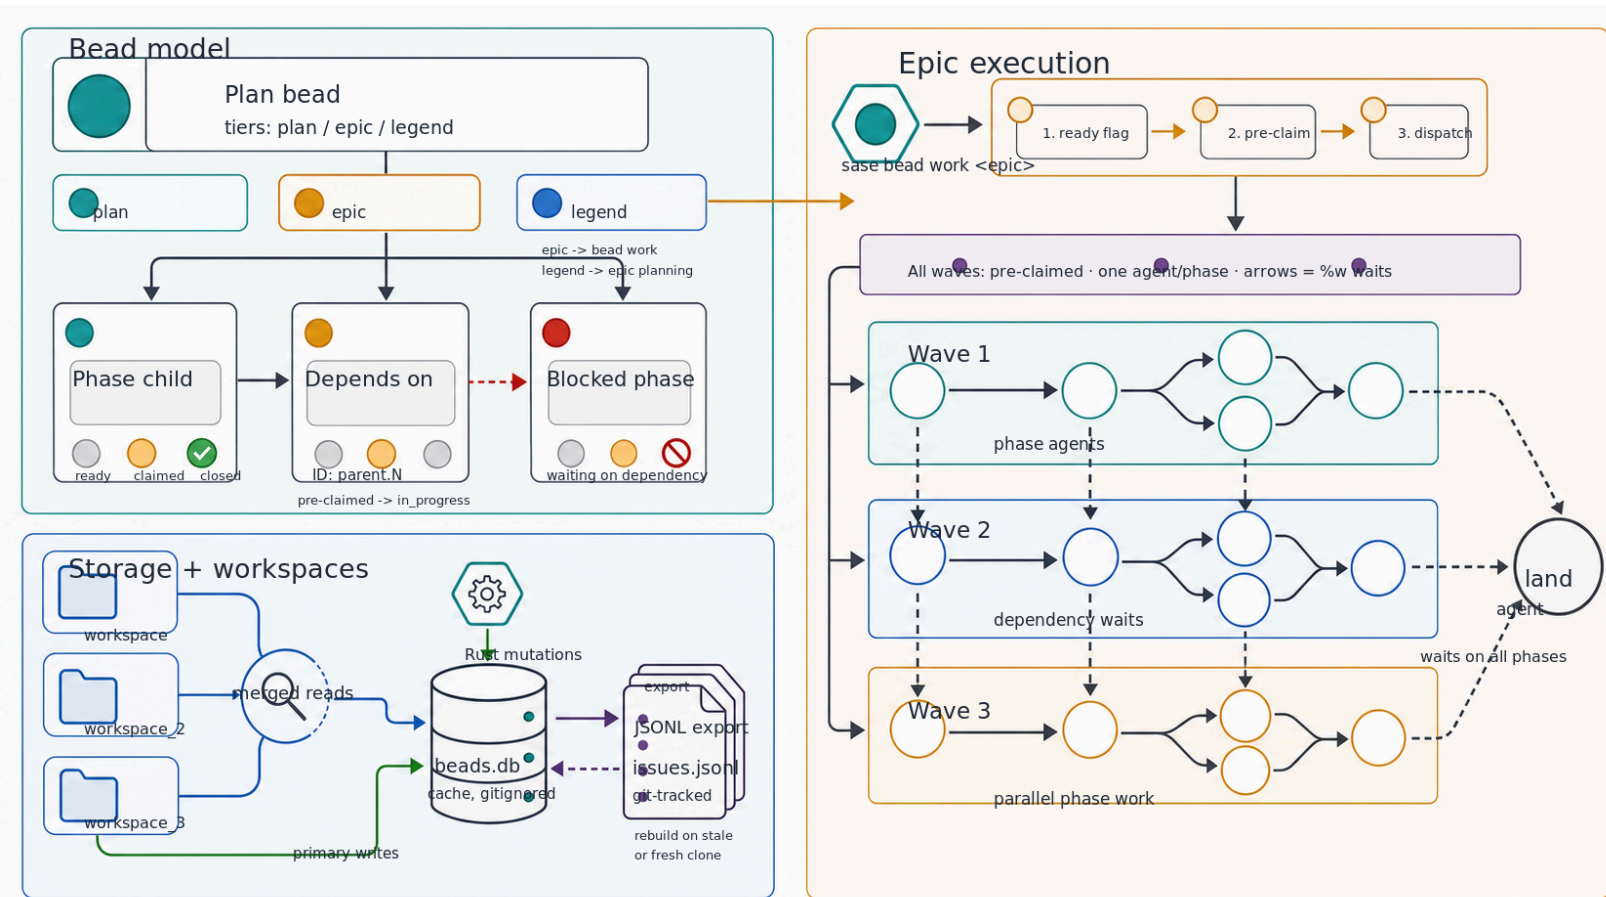 Bead model
Plan bead
tiers: plan / epic / legend
plan
epic
legend
epic -> bead work
legend -> epic planning
Phase child
Depends on
Blocked phase
ready
claimed
closed
ID: parent.N
waiting on dependency
pre-claimed -> in_progress
Storage + workspaces
workspace
workspace_2
workspace_3
merged reads
Rust mutations
beads.db
cache, gitignored
export
JSONL export
issues.jsonl
git-tracked
rebuild on stale
or fresh clone
primary writes
Epic execution
sase bead work <epic>
1. ready flag
2. pre-claim
3. dispatch
All waves: pre-claimed · one agent/phase · arrows = %w waits
Wave 1
phase agents
Wave 2
dependency waits
Wave 3
parallel phase work
land
agent
waits on all phases